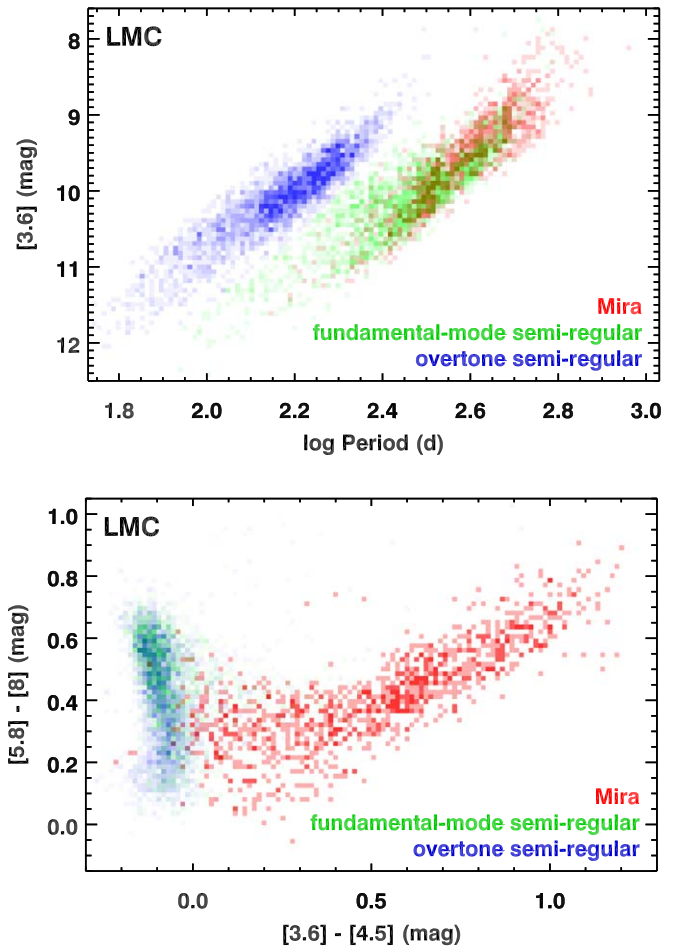 LMC
8
9
10
11
12
[3.6] (mag)
Mira
fundamental-mode semi-regular
overtone semi-regular
1.8 2.0 2.2 2.4 2.6 2.8 3.0
log Period (d)
LMC
1.0
0.8
0.6
0.4
0.2
0.0
[5.8] - [8] (mag)
Mira
fundamental-mode semi-regular
overtone semi-regular
0.0 0.5 1.0
[3.6] - [4.5] (mag)